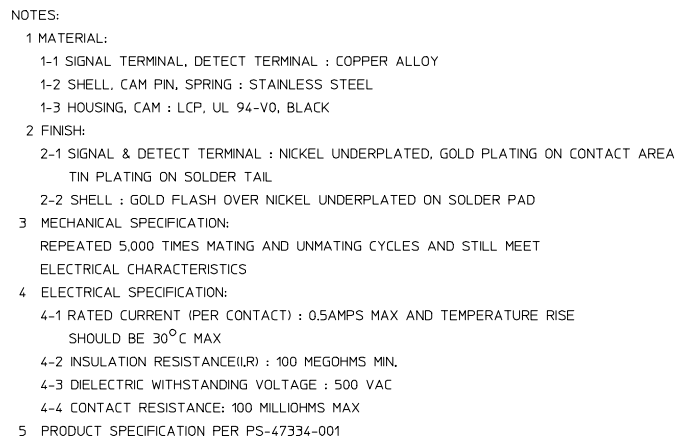 NOTES:
1 MATERIAL:
1-1 SIGNAL TERMINAL, DETECT TERMINAL : COPPER ALLOY
1-2 SHELL, CAM PIN, SPRING : STAINLESS STEEL
1-3 HOUSING, CAM : LCP, UL 94-V0, BLACK
2 FINISH:
2-1 SIGNAL & DETECT TERMINAL : NICKEL UNDERPLATED, GOLD PLATING ON CONTACT AREA
TIN PLATING ON SOLDER TAIL
2-2 SHELL : GOLD FLASH OVER NICKEL UNDERPLATED ON SOLDER PAD
3 MECHANICAL SPECIFICATION:
REPEATED 5,000 TIMES MATING AND UNMATING CYCLES AND STILL MEET
ELECTRICAL CHARACTERISTICS
4 ELECTRICAL SPECIFICATION:
4-1 RATED CURRENT (PER CONTACT) : 0.5AMPS MAX AND TEMPERATURE RISE
SHOULD BE 30°C MAX
4-2 INSULATION RESISTANCE(I.R) : 100 MEGOHMS MIN.
4-3 DIELECTRIC WITHSTANDING VOLTAGE : 500 VAC
4-4 CONTACT RESISTANCE: 100 MILLIOHMS MAX
5 PRODUCT SPECIFICATION PER PS-47334-001